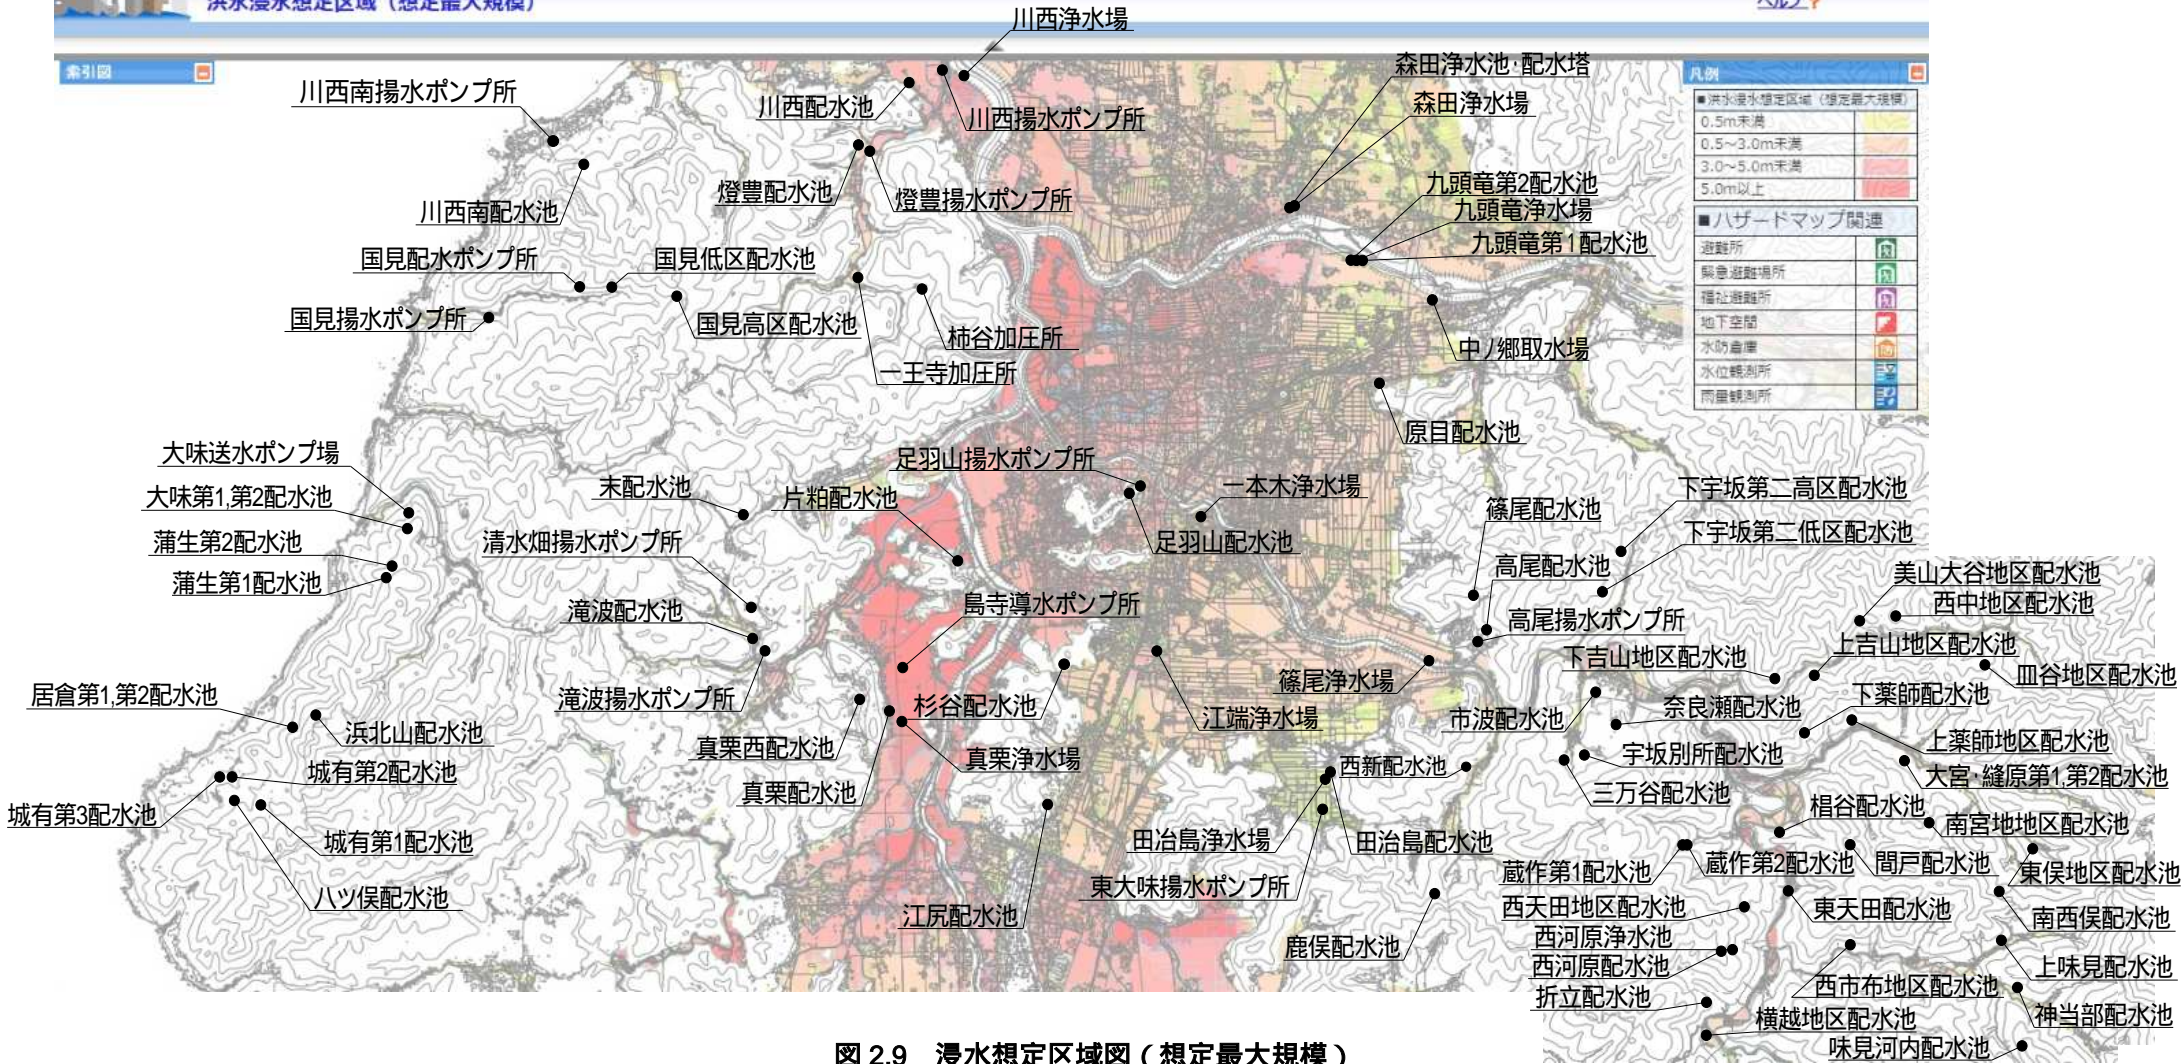 洪水浸水想定区域（想定最大規模）
ヘルプ?
索引図
川西浄水場
森田浄水池・配水塔
森田浄水場
川西南揚水ポンプ所
川西配水池
川西揚水ポンプ所
凡例
■洪水浸水想定区域（想定最大規模）
0.5m未満
0.5～3.0m未満
3.0～5.0m未満
5.0m以上
■ハザードマップ関連
避難所
緊急避難場所
福祉避難所
地下空間
水防倉庫
水位観測所
雨量観測所
川西南配水池
燈豊配水池
燈豊揚水ポンプ所
九頭竜第2配水池
九頭竜浄水場
九頭竜第1配水池
国見配水ポンプ所
国見低区配水池
国見揚水ポンプ所
国見高区配水池
柿谷加圧所
一王寺加圧所
中ノ郷取水場
原目配水池
大味送水ポンプ場
大味第1,第2配水池
蒲生第2配水池
蒲生第1配水池
末配水池
片粕配水池
足羽山揚水ポンプ所
一本木浄水場
足羽山配水池
清水畑揚水ポンプ所
滝波配水池
島寺導水ポンプ所
篠尾配水池
下宇坂第二高区配水池
下宇坂第二低区配水池
高尾配水池
高尾揚水ポンプ所
美山大谷地区配水池
西中地区配水池
上吉山地区配水池
下吉山地区配水池
皿谷地区配水池
居倉第1,第2配水池
浜北山配水池
滝波揚水ポンプ所
杉谷配水池
篠尾浄水場
江端浄水場
市波配水池
奈良瀬配水池
下薬師配水池
真栗西配水池
真栗浄水場
真栗配水池
西新配水池
宇坂別所配水池
上薬師地区配水池
大宮・縫原第1,第2配水池
三万谷配水池
城有第2配水池
城有第3配水池
城有第1配水池
八ツ俣配水池
田治島浄水場
田治島配水池
東大味揚水ポンプ所
江尻配水池
鹿俣配水池
椙谷配水池
南宮地地区配水池
蔵作第1配水池
蔵作第2配水池
間戸配水池
東俣地区配水池
西天田地区配水池
東天田配水池
南西俣配水池
西河原浄水池
西河原配水池
上味見配水池
折立配水池
西市布地区配水池
神当部配水池
横越地区配水池
味見河内配水池
図 2.9　浸水想定区域図（想定最大規模）